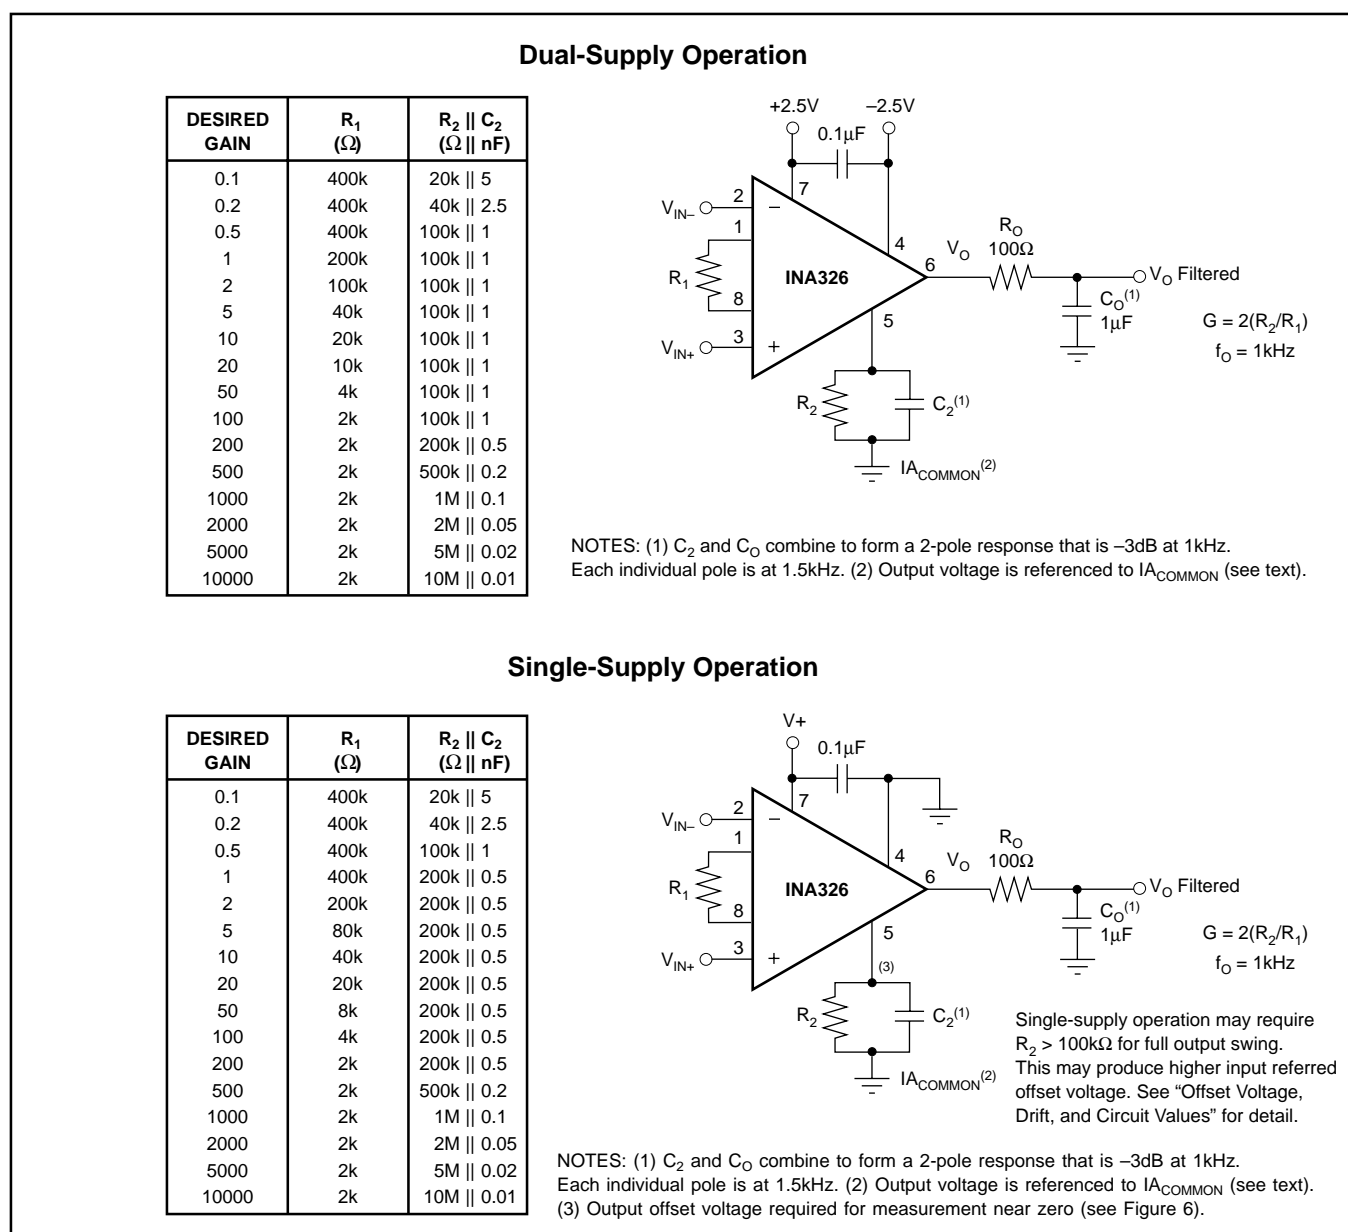 Dual-Supply Operation
DESIRED GAIN R1 (Ω) R2 || C2 (Ω || nF)
0.1 400k 20k || 5
0.2 400k 40k || 2.5
0.5 400k 100k || 1
1 200k 100k || 1
2 100k 100k || 1
5 40k 100k || 1
10 20k 100k || 1
20 10k 100k || 1
50 4k 100k || 1
100 2k 100k || 1
200 2k 200k || 0.5
500 2k 500k || 0.2
1000 2k 1M || 0.1
2000 2k 2M || 0.05
5000 2k 5M || 0.02
10000 2k 10M || 0.01
+2.5V –2.5V
0.1µF
7
VIN– 2 –
1
4
R1
INA326
6
VO
RO
100Ω
VO Filtered
8
5
CO(1)
1µF
G = 2(R2/R1)
fO = 1kHz
VIN+ 3 +
R2
C2(1)
IACOMMON(2)
NOTES: (1) C2 and CO combine to form a 2-pole response that is –3dB at 1kHz.
Each individual pole is at 1.5kHz. (2) Output voltage is referenced to IACOMMON (see text).
Single-Supply Operation
DESIRED GAIN R1 (Ω) R2 || C2 (Ω || nF)
0.1 400k 20k || 5
0.2 400k 40k || 2.5
0.5 400k 100k || 1
1 400k 200k || 0.5
2 200k 200k || 0.5
5 80k 200k || 0.5
10 40k 200k || 0.5
20 20k 200k || 0.5
50 8k 200k || 0.5
100 4k 200k || 0.5
200 2k 200k || 0.5
500 2k 500k || 0.2
1000 2k 1M || 0.1
2000 2k 2M || 0.05
5000 2k 5M || 0.02
10000 2k 10M || 0.01
V+
0.1µF
7
VIN– 2 –
1
4
R1
INA326
6
VO
RO
100Ω
VO Filtered
8
5
CO(1)
1µF
G = 2(R2/R1)
fO = 1kHz
VIN+ 3 +
(3)
R2
C2(1)
IACOMMON(2)
Single-supply operation may require
R2 > 100kΩ for full output swing.
This may produce higher input referred
offset voltage. See “Offset Voltage,
Drift, and Circuit Values” for detail.
NOTES: (1) C2 and CO combine to form a 2-pole response that is –3dB at 1kHz.
Each individual pole is at 1.5kHz. (2) Output voltage is referenced to IACOMMON (see text).
(3) Output offset voltage required for measurement near zero (see Figure 6).